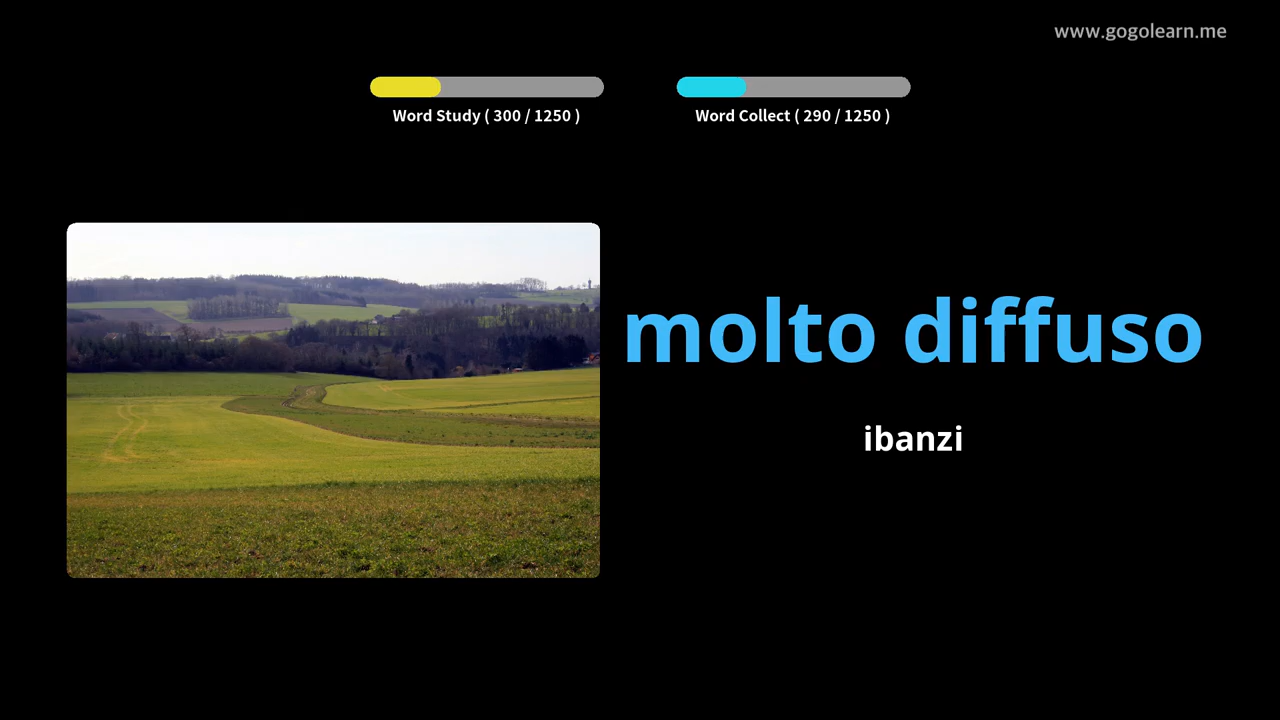 www.gogolearn.me
Word Study ( 300 / 1250 )
Word Collect ( 290 / 1250 )
molto diffuso
ibanzi